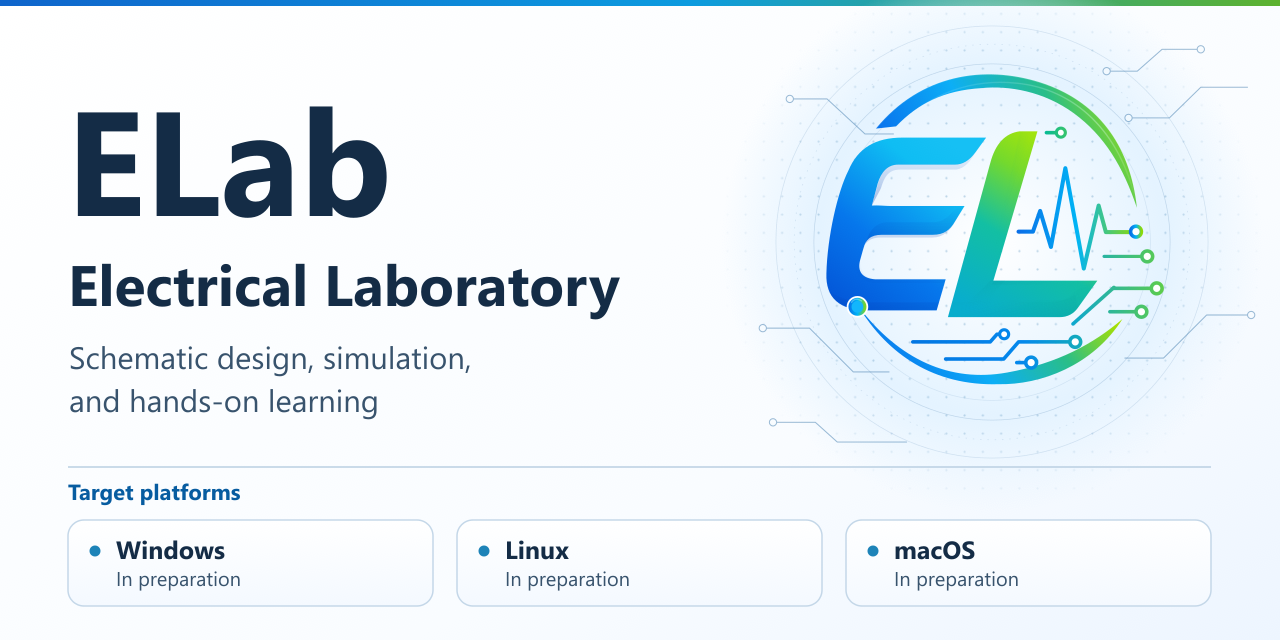 ELab
Electrical Laboratory
Schematic design, simulation,
and hands-on learning
EL
Target platforms
Windows
In preparation
Linux
In preparation
macOS
In preparation